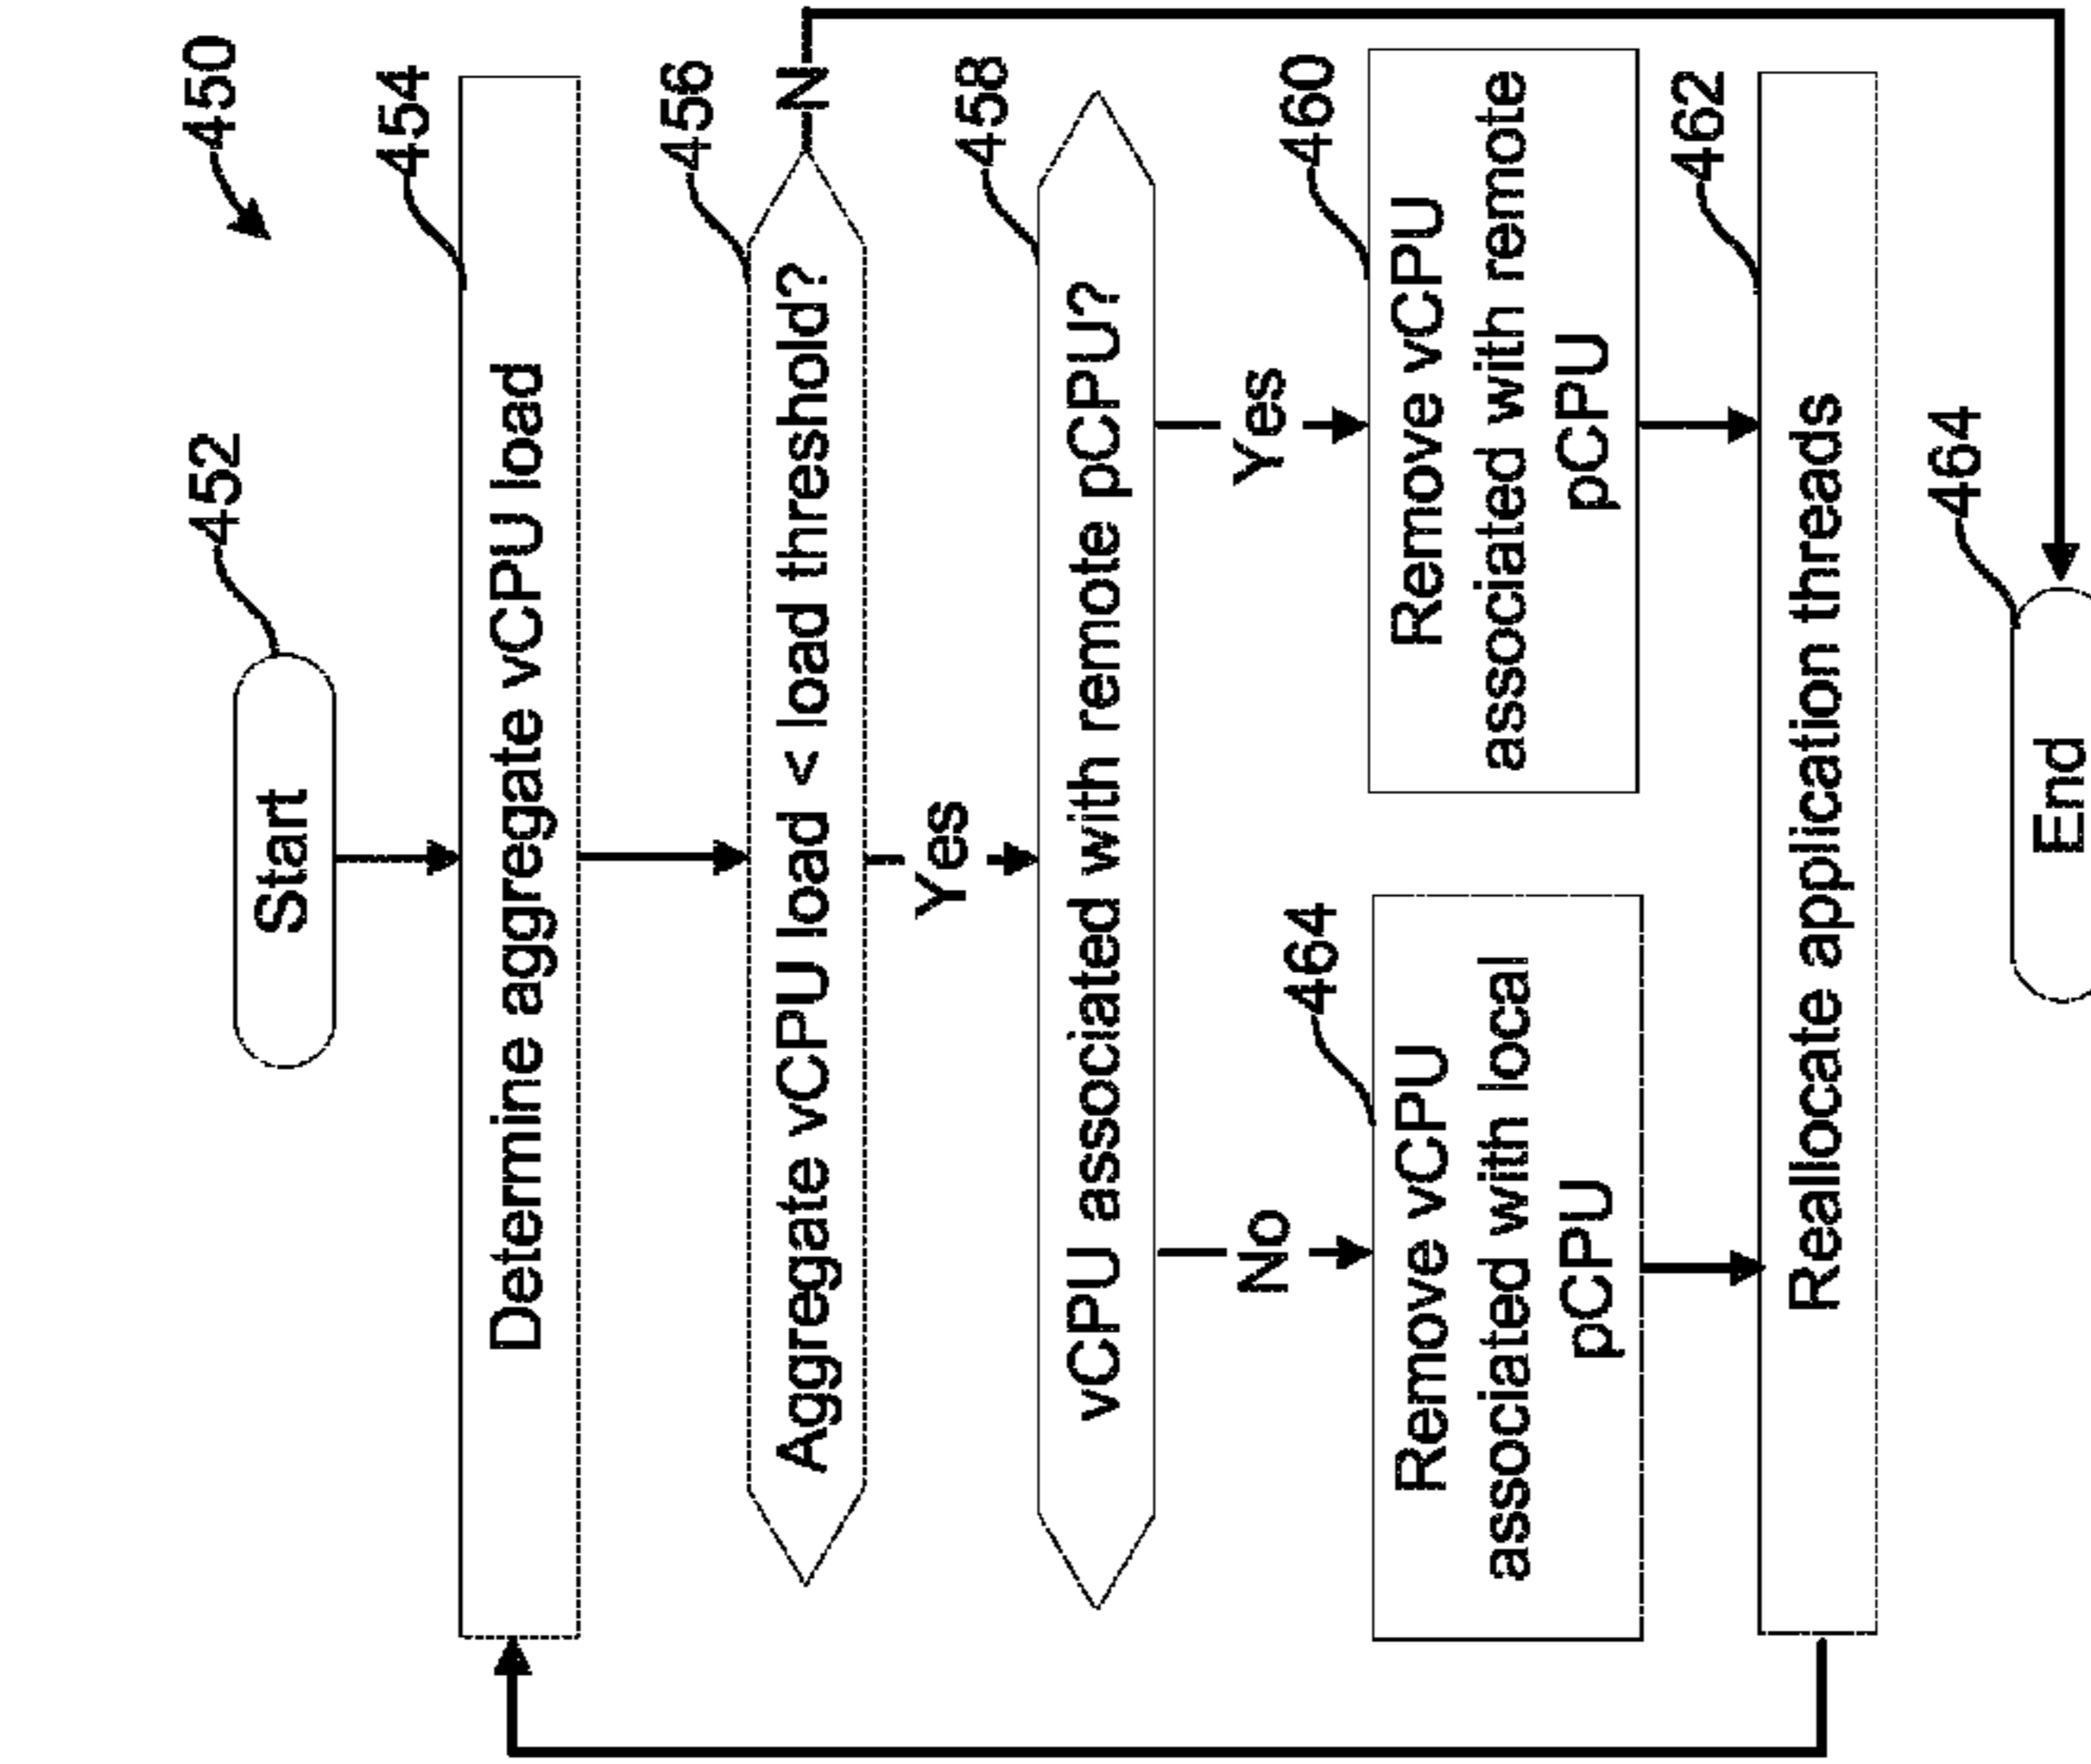 450
452
Start
454
Determine aggregate vCPU load
456
Aggregate vCPU load < load threshold?
N
Yes
458
vCPU associated with remote pCPU?
No
Yes
464
Remove vCPU
associated with local
pCPU
460
Remove vCPU
associated with remote
pCPU
462
Reallocate application threads
464
End